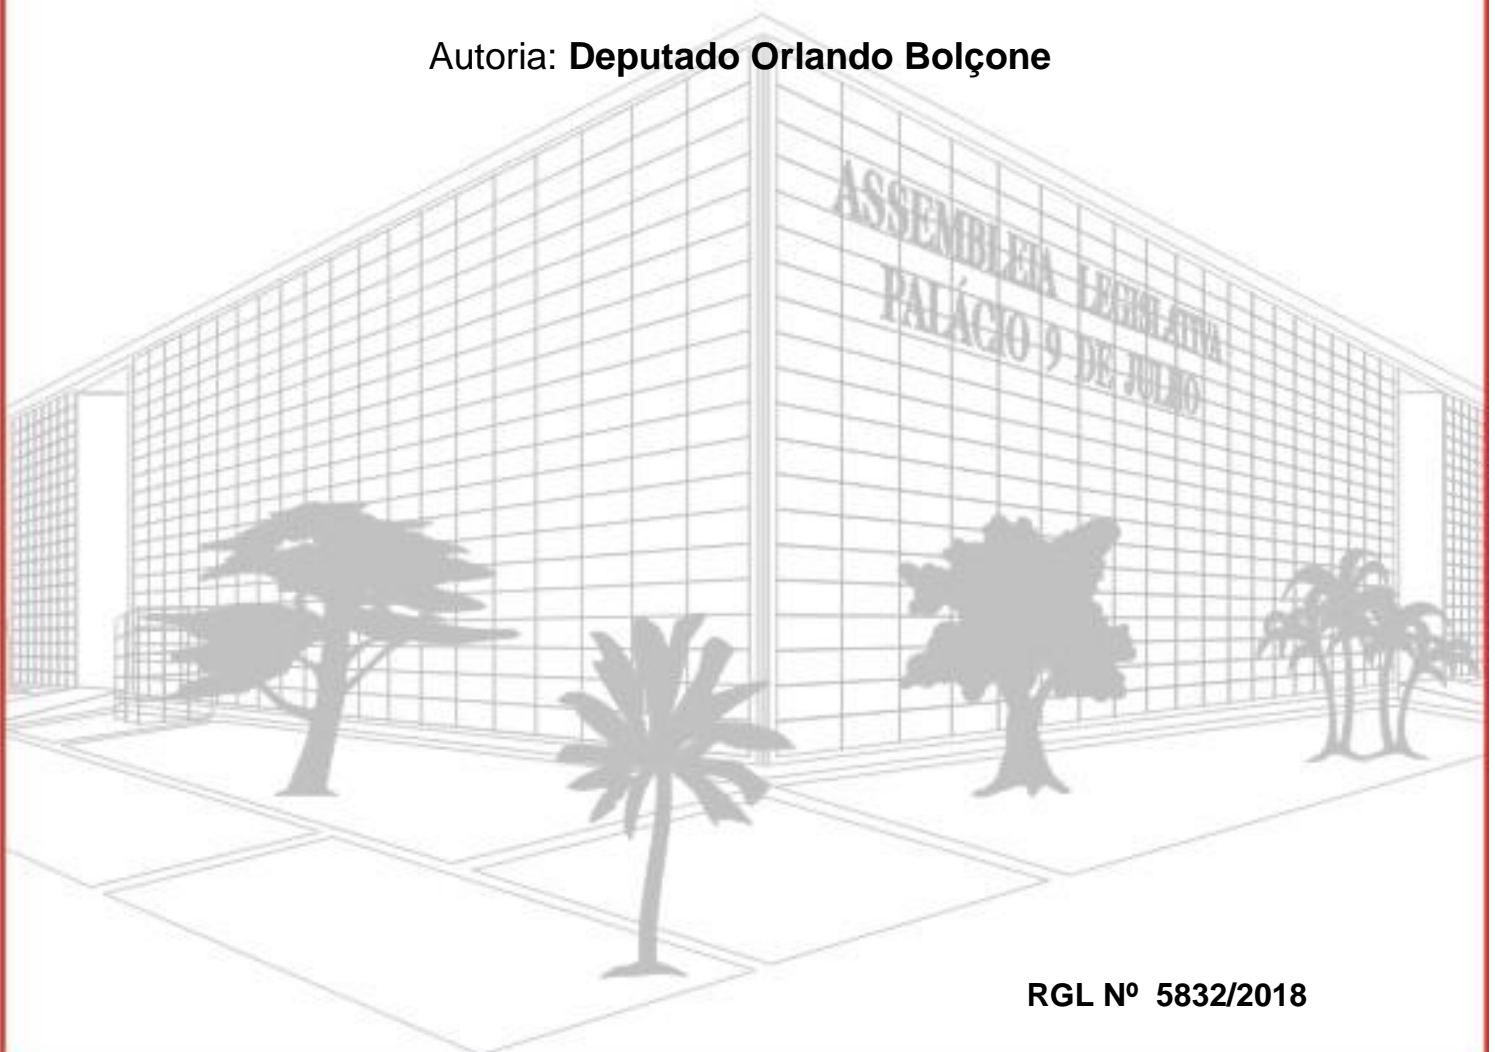 Autoria: Deputado Orlando Bolçone
ASSEMBLEIA LEGISLATIVA
PALÁCIO 9 DE JULHO
RGL Nº 5832/2018